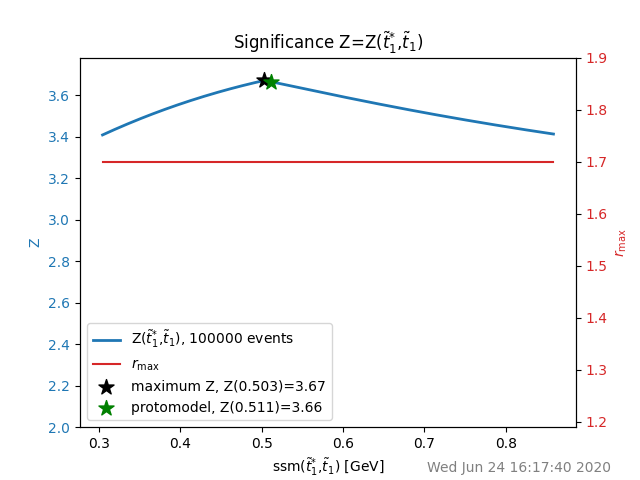 Significance Z=Z(t̃₁*,t̃₁)
3.6
3.4
3.2
3.0
2.8
2.6
2.4
2.2
2.0
Z
1.9
1.8
1.7
1.6
1.5
1.4
1.3
1.2
r_max
Z(t̃₁*,t̃₁), 100000 events
r_max
maximum Z, Z(0.503)=3.67
protomodel, Z(0.511)=3.66
0.3 0.4 0.5 0.6 0.7 0.8
ssm(t̃₁*,t̃₁) [GeV]
Wed Jun 24 16:17:40 2020